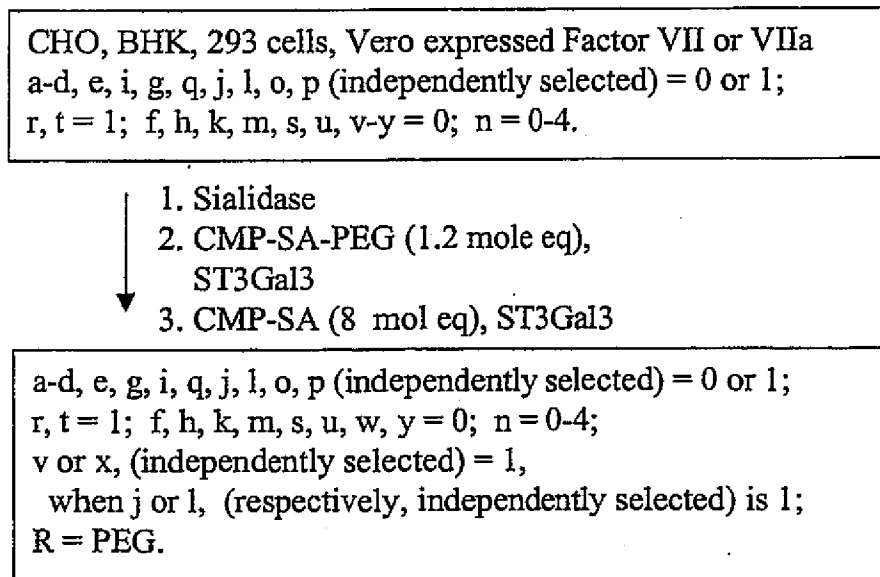 CHO, BHK, 293 cells, Vero expressed Factor VII or VIIa
a-d, e, i, g, q, j, l, o, p (independently selected) = 0 or 1;
r, t = 1; f, h, k, m, s, u, v-y = 0; n = 0-4.
1. Sialidase
2. CMP-SA-PEG (1.2 mole eq),
ST3Gal3
3. CMP-SA (8 mol eq), ST3Gal3
a-d, e, g, i, q, j, l, o, p (independently selected) = 0 or 1;
r, t = 1; f, h, k, m, s, u, w, y = 0; n = 0-4;
v or x, (independently selected) = 1,
when j or l, (respectively, independently selected) is 1;
R = PEG.